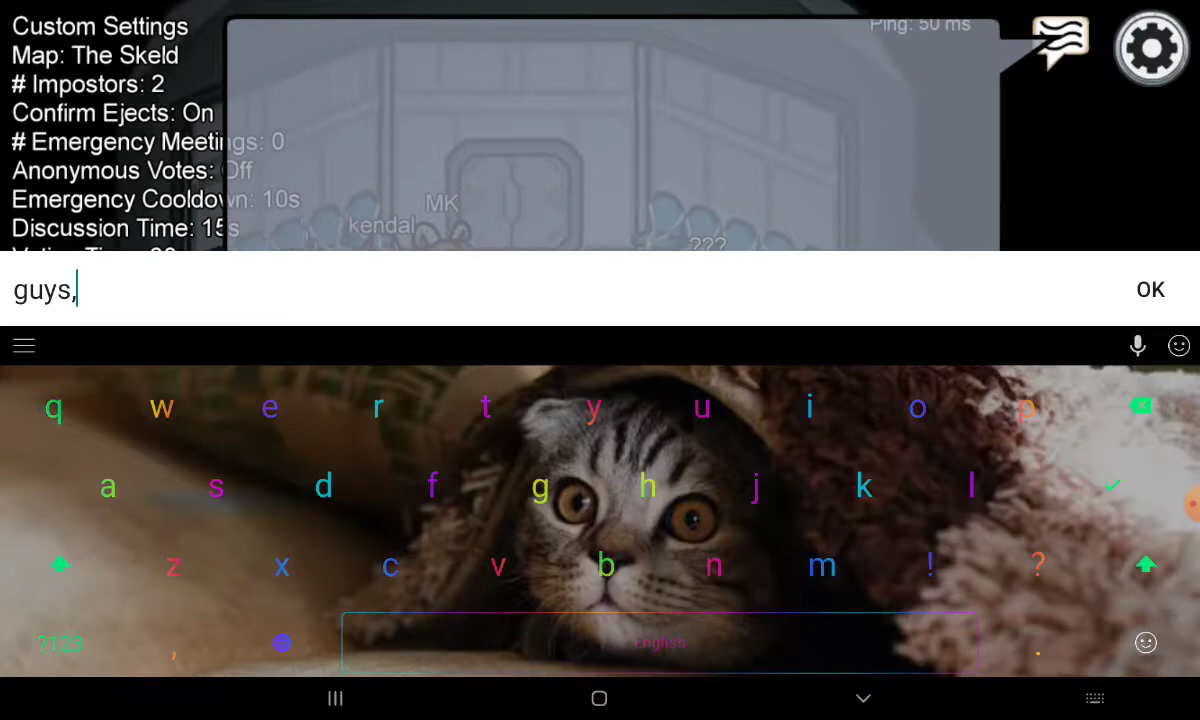 Custom Settings
Ping: 50 ms
Map: The Skeld
# Impostors: 2
Confirm Ejects: On
# Emergency Meetings: 0
Anonymous Votes: Off
Emergency Cooldown: 10s
MK
Discussion Time: 15s
kendal
???
guys,
OK
q w e r t y u i o p
a s d f g h j k l
z x c v b n m ! ?
?123 , @ English .